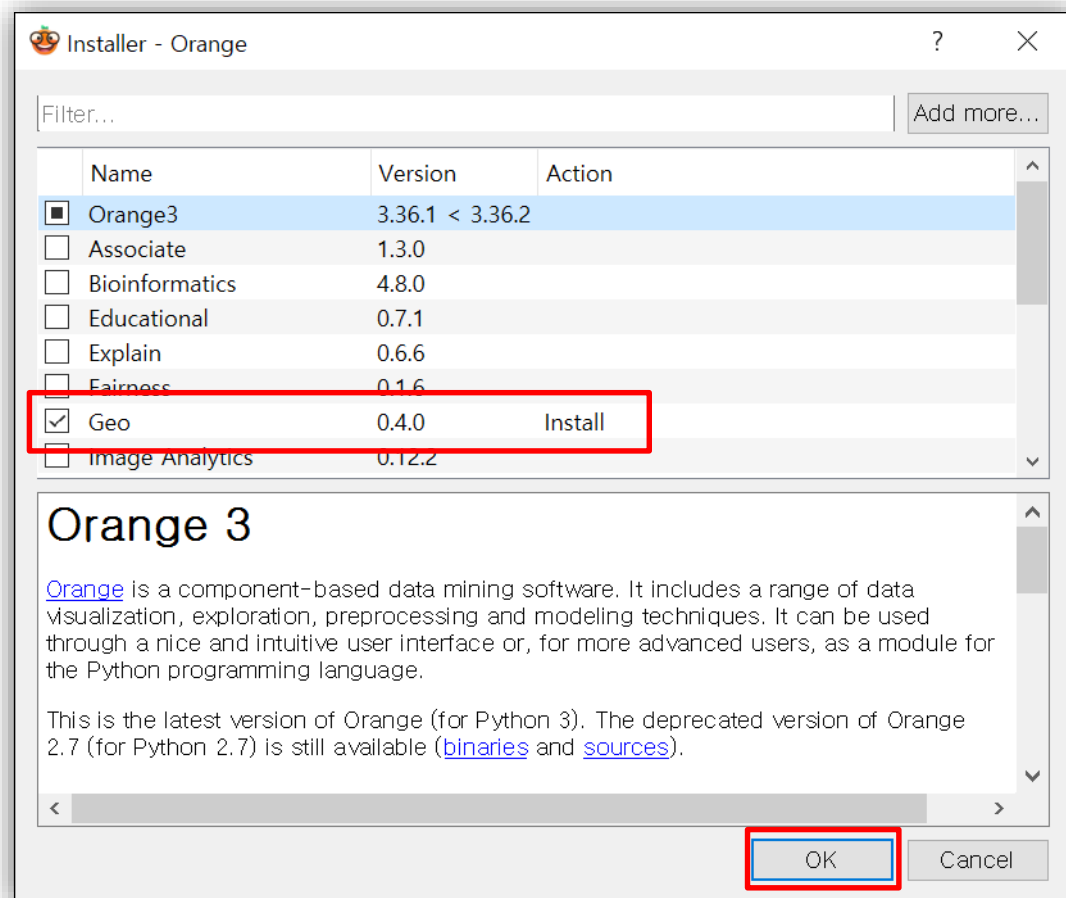 Installer - Orange
?
Filter...
Add more...
Name Version Action
Orange3 3.36.1 < 3.36.2
Associate 1.3.0
Bioinformatics 4.8.0
Educational 0.7.1
Explain 0.6.6
Fairness 0.1.6
Geo 0.4.0 Install
Image Analytics 0.12.2
Orange 3
Orange is a component-based data mining software. It includes a range of data
visualization, exploration, preprocessing and modeling techniques. It can be used
through a nice and intuitive user interface or, for more advanced users, as a module for
the Python programming language.
This is the latest version of Orange (for Python 3). The deprecated version of Orange
2.7 (for Python 2.7) is still available (binaries and sources).
OK Cancel